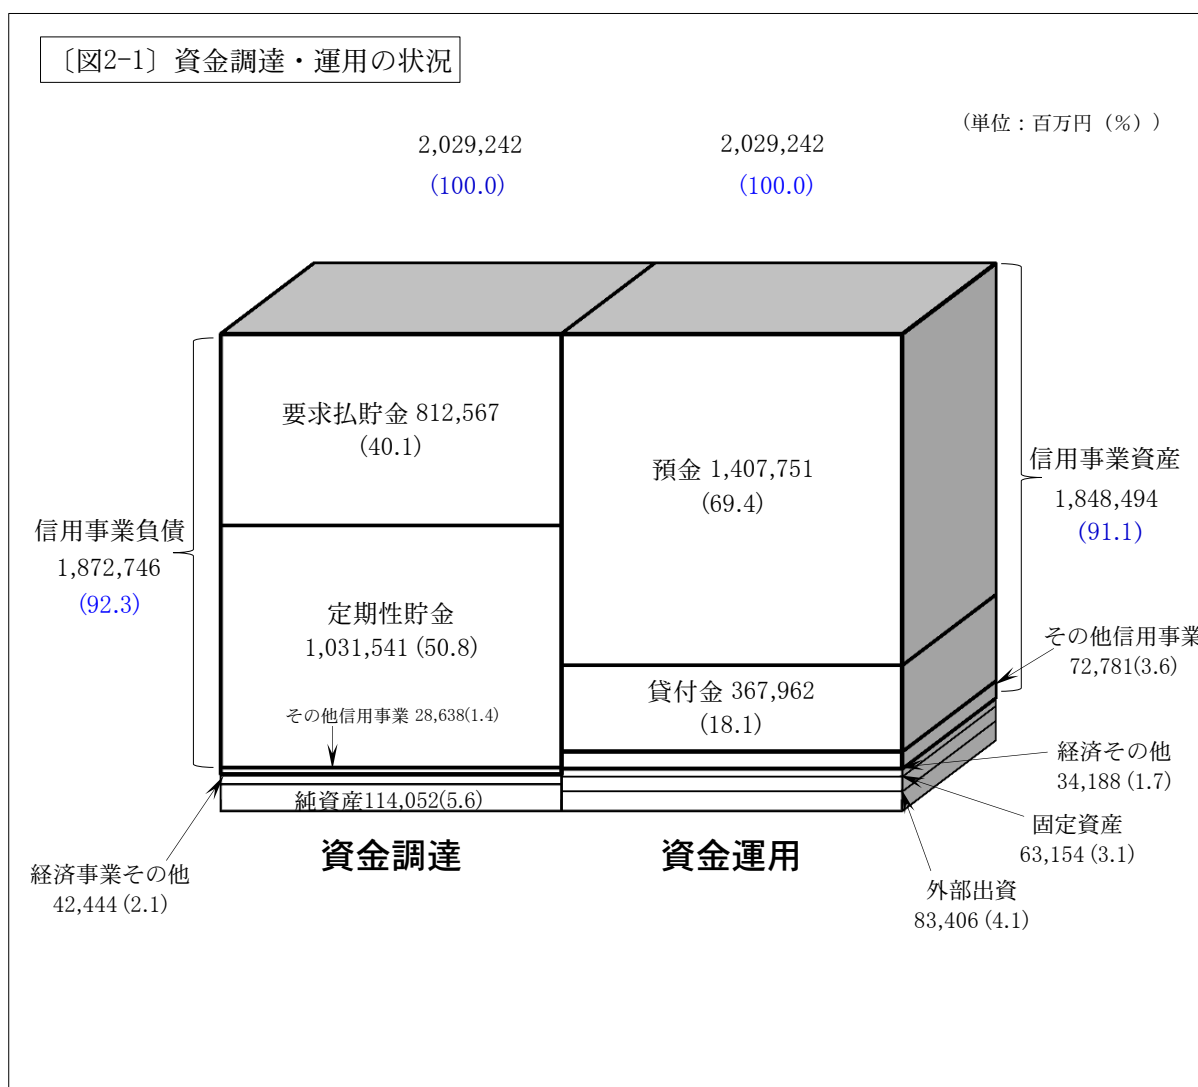 〔図2-1〕資金調達・運用の状況
(単位：百万円（％）)
2,029,242
(100.0)
2,029,242
(100.0)
要求払貯金 812,567
(40.1)
預金 1,407,751
(69.4)
信用事業資産
1,848,494
(91.1)
信用事業負債
1,872,746
(92.3)
定期性貯金
1,031,541 (50.8)
その他信用事業
72,781(3.6)
貸付金 367,962
(18.1)
その他信用事業 28,638(1.4)
経済その他
34,188 (1.7)
純資産114,052(5.6)
固定資産
63,154 (3.1)
資金調達
資金運用
経済事業その他
42,444 (2.1)
外部出資
83,406 (4.1)